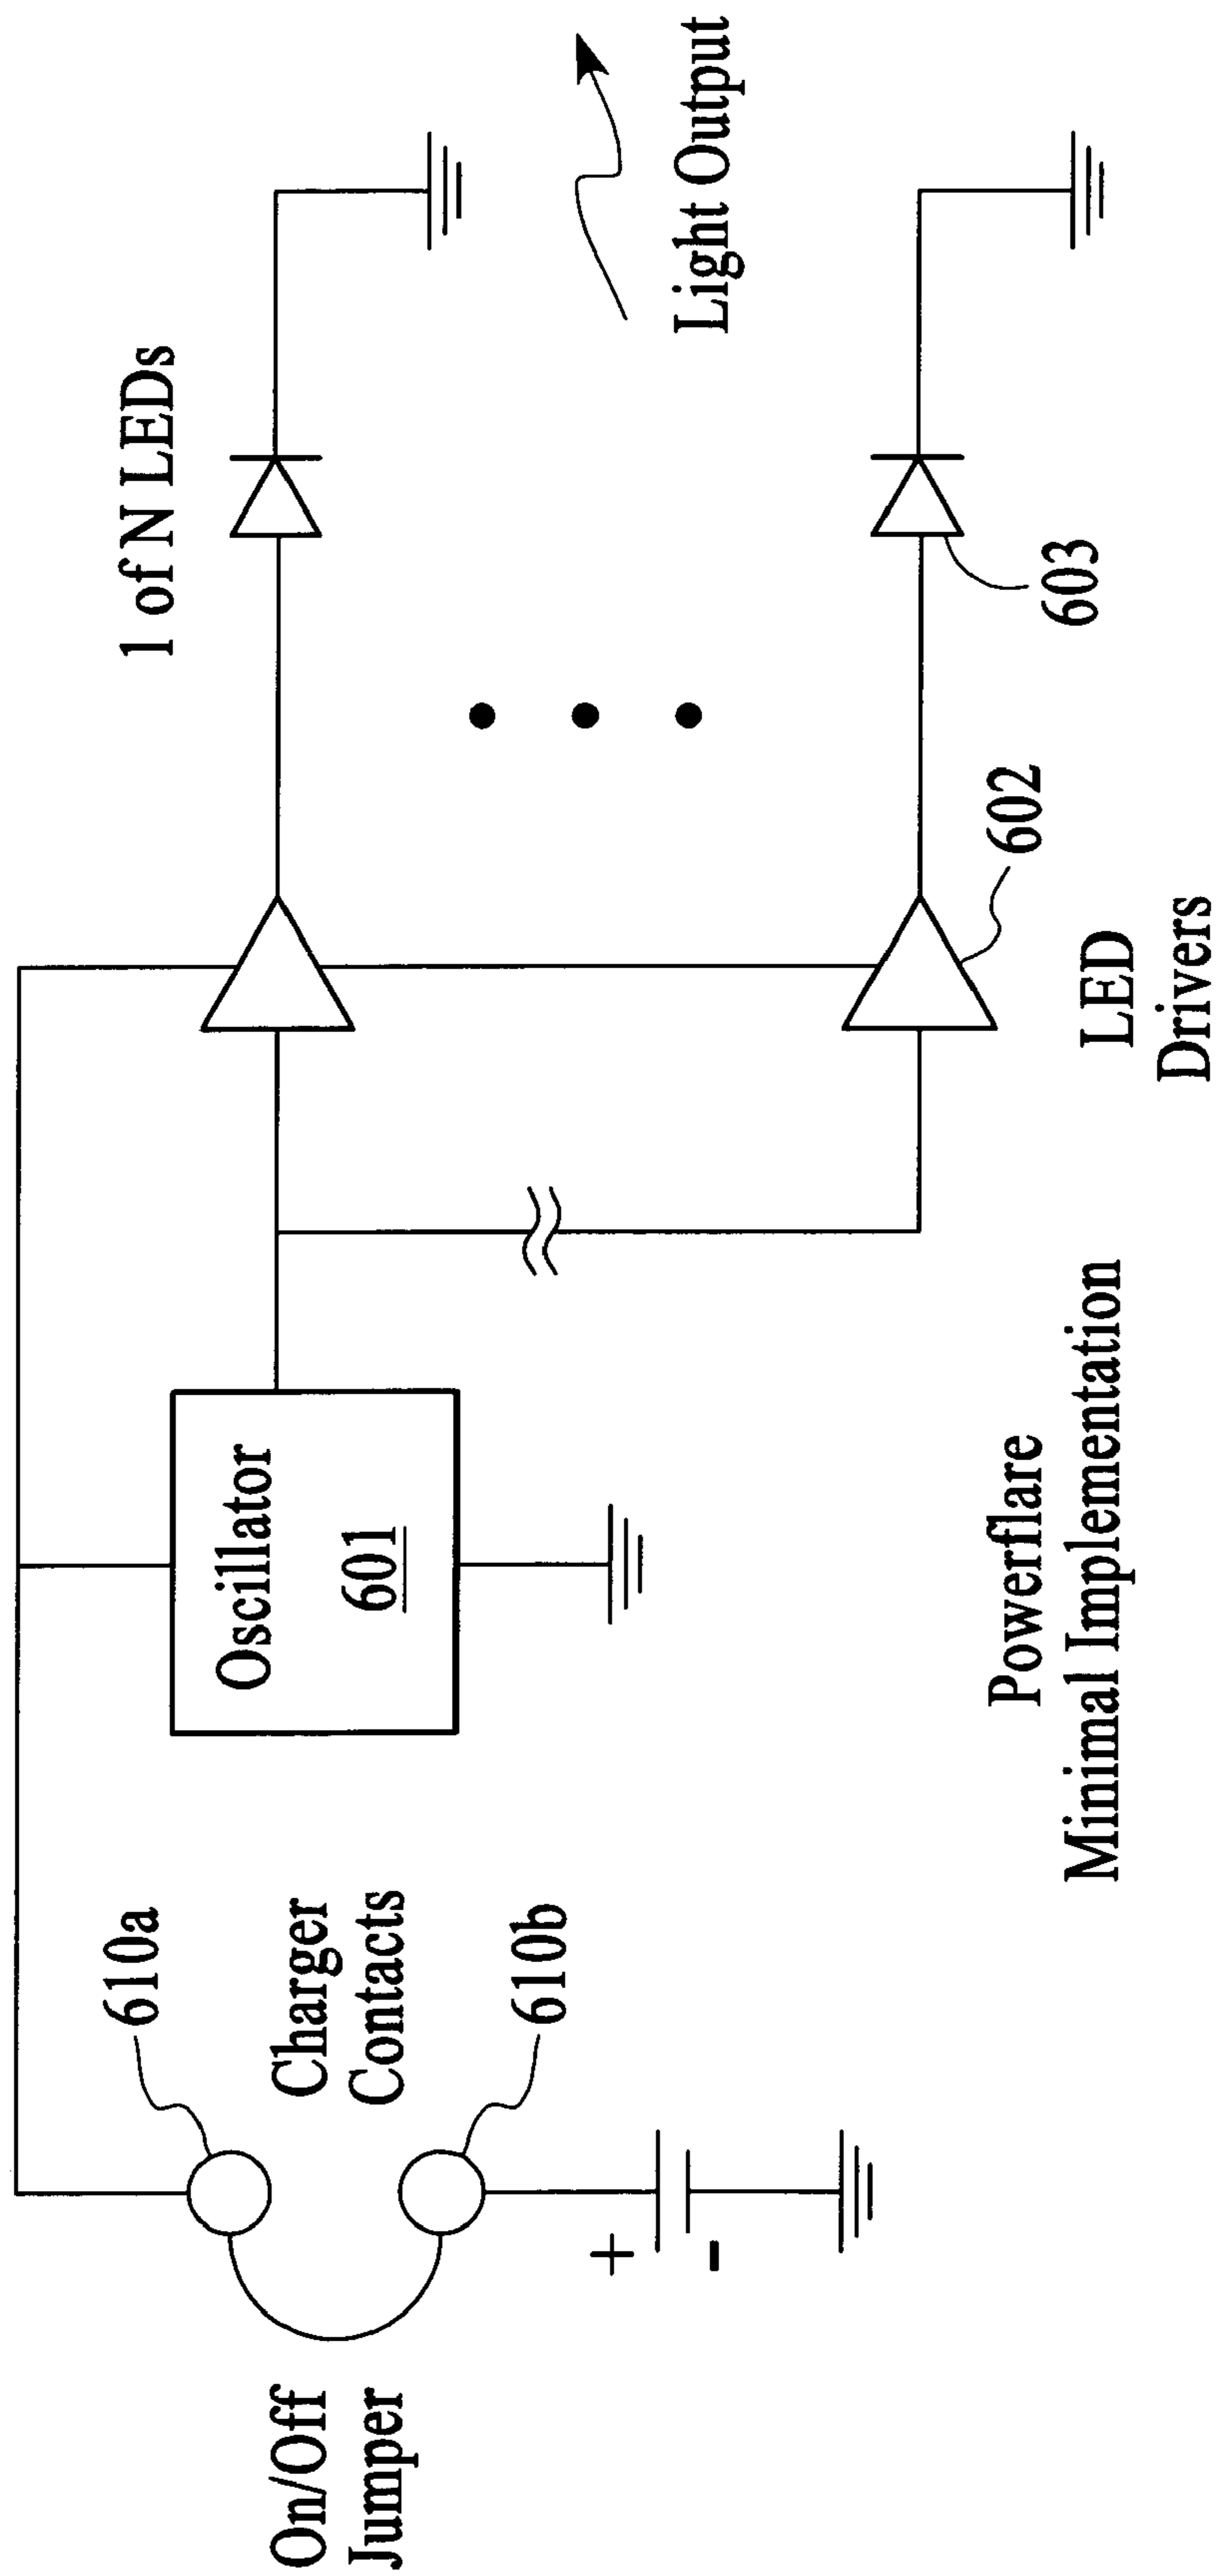 On/Off
Jumper
610a
Charger
Contacts
610b
+
-
Oscillator
601
Powerflare
Minimal Implementation
LED
Drivers
602
1 of N LEDs
603
Light Output